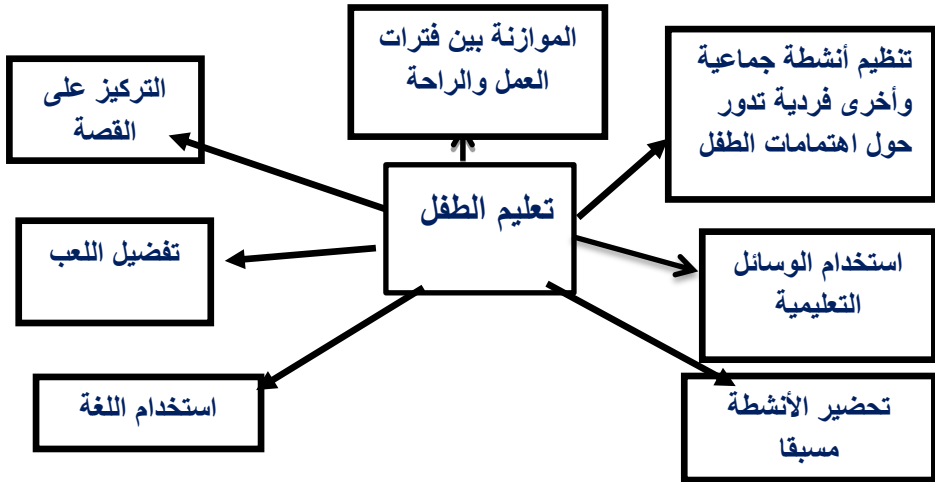 تنظيم أنشطة جماعية
وأخرى فردية تدور
حول اهتمامات الطفل
الموازنة بين فترات
العمل والراحة
التركيز على
القصة
تعليم الطفل
استخدام الوسائل
التعليمية
تفضيل اللعب
تحضير الأنشطة
مسبقا
استخدام اللغة